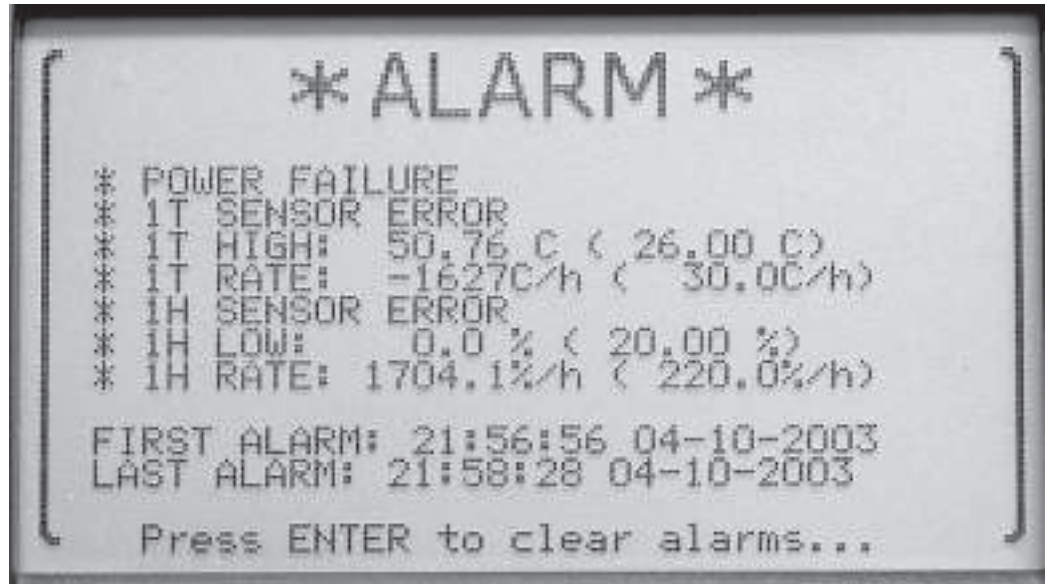 *ALARM*
* POWER FAILURE
* 1T SENSOR ERROR
* 1T HIGH: 50.76 C ( 26.00 C)
* 1T RATE: -1627C/h ( 30.0C/h)
* 1H SENSOR ERROR
* 1H LOW: 0.0 % ( 20.00 %)
* 1H RATE: 1704.1%/h ( 220.0%/h)
FIRST ALARM: 21:56:56 04-10-2003
LAST ALARM: 21:58:28 04-10-2003
Press ENTER to clear alarms...